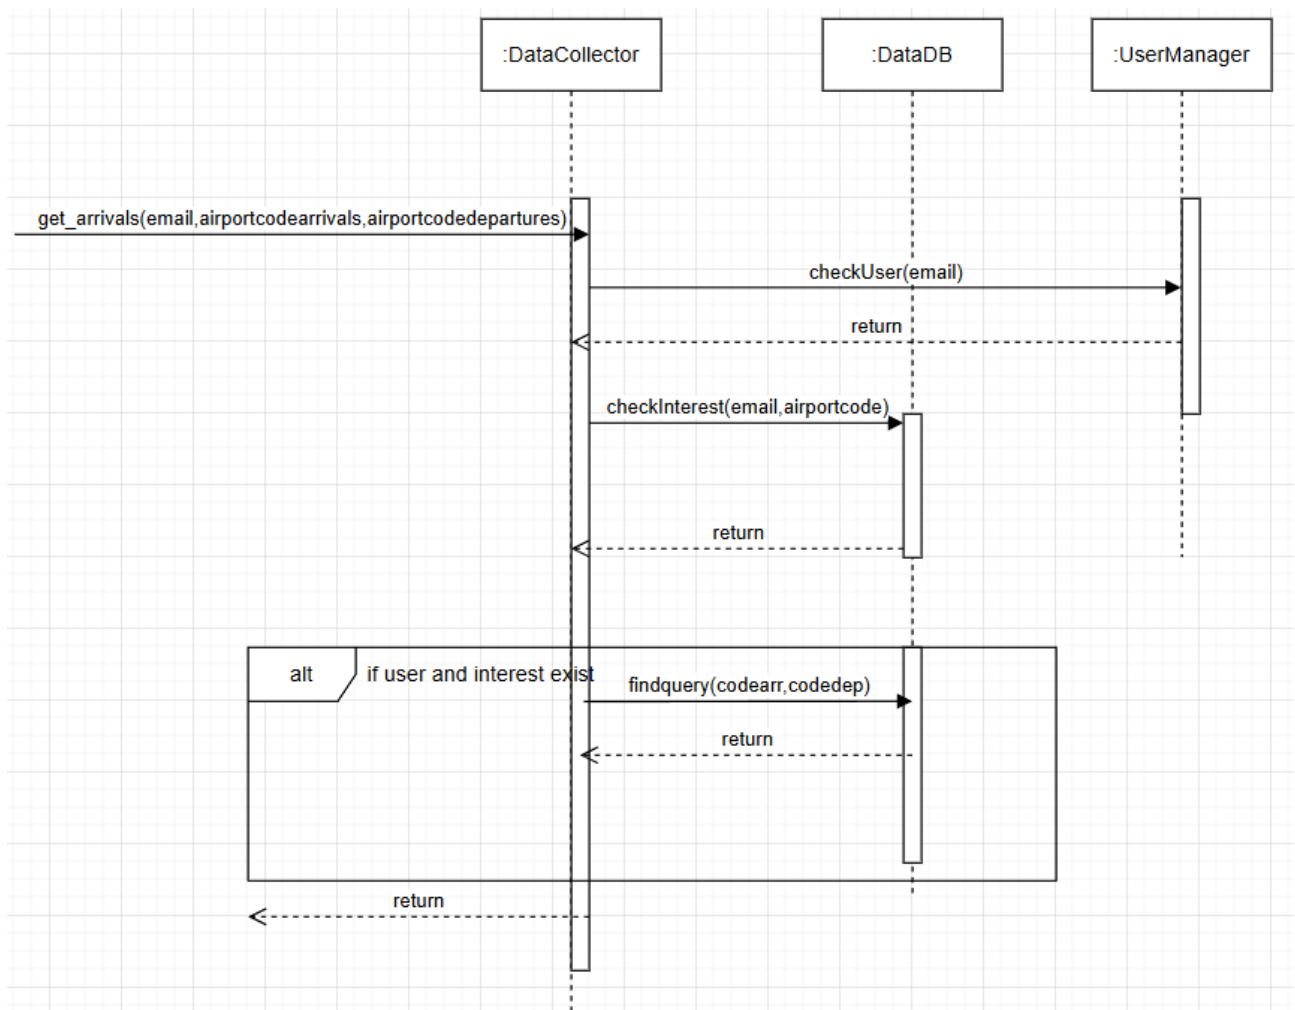 :DataCollector
:DataDB
:UserManager
get_arrivals(email,airportcodearrivals,airportcodedepartures)
checkUser(email)
return
checkInterest(email,airportcode)
return
alt
if user and interest exist
findquery(codearr,codedep)
return
return